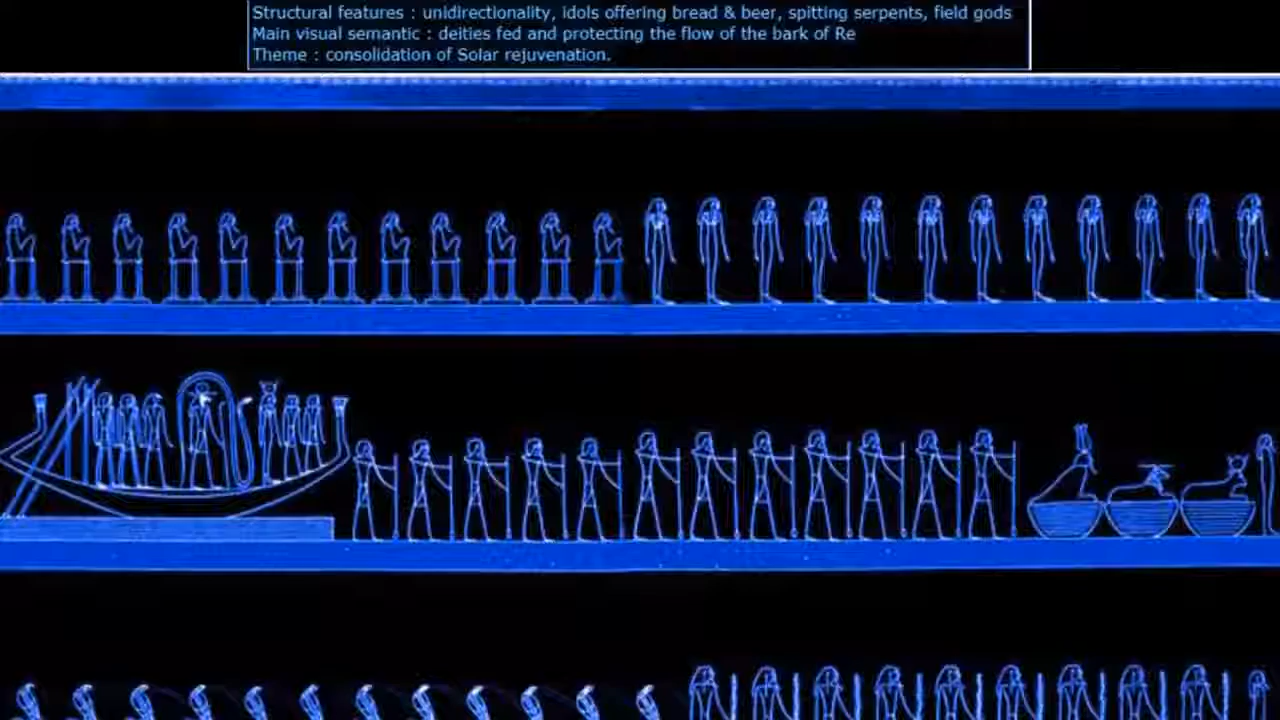 Structural features : unidirectionality, idols offering bread & beer, spitting serpents, field gods
Main visual semantic : deities fed and protecting the flow of the bark of Re
Theme : consolidation of Solar rejuvenation.